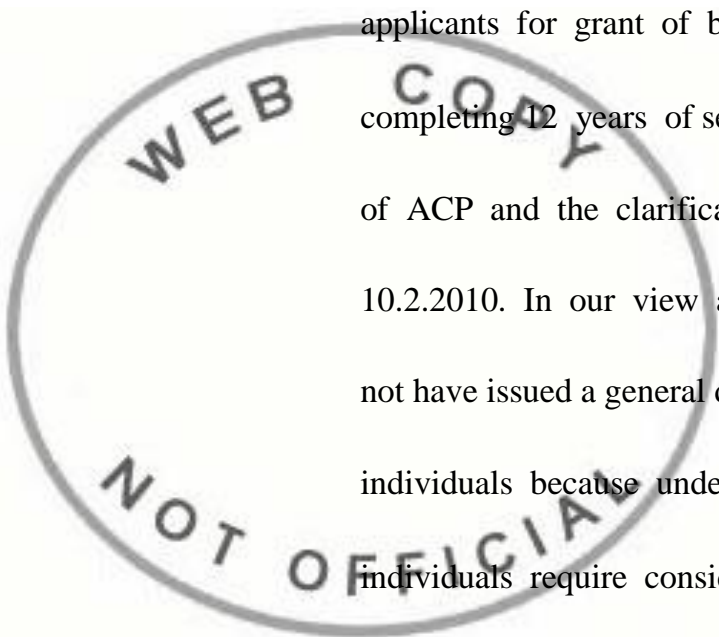 applicants for grant of b
WEB COPY
completing 12 years of se
of ACP and the clarifica
10.2.2010. In our view a
not have issued a general
individuals because unde
NOT OFFICIAL
individuals require consi